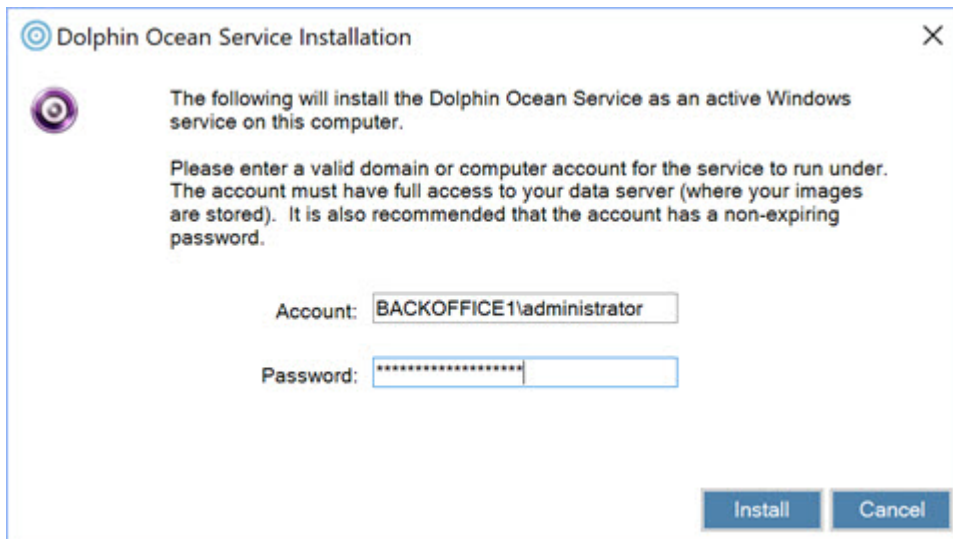 Dolphin Ocean Service Installation
The following will install the Dolphin Ocean Service as an active Windows
service on this computer.
Please enter a valid domain or computer account for the service to run under.
The account must have full access to your data server (where your images
are stored).  It is also recommended that the account has a non-expiring
password.
Account: BACKOFFICE1\administrator
Password: *******************
Install Cancel